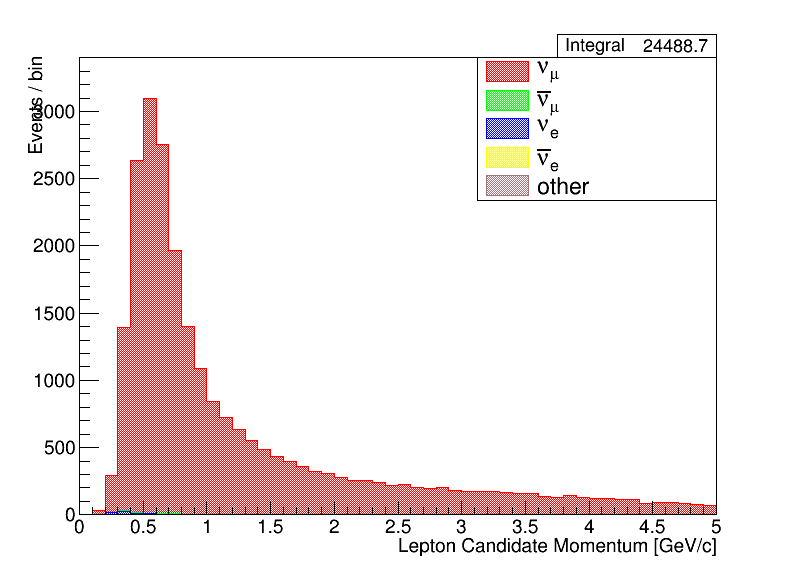 Integral 24488.7
Events / bin
ν_μ
ν̅_μ
ν_e
ν̅_e
other
3000
2500
2000
1500
1000
500
0
0 0.5 1 1.5 2 2.5 3 3.5 4 4.5 5
Lepton Candidate Momentum [GeV/c]